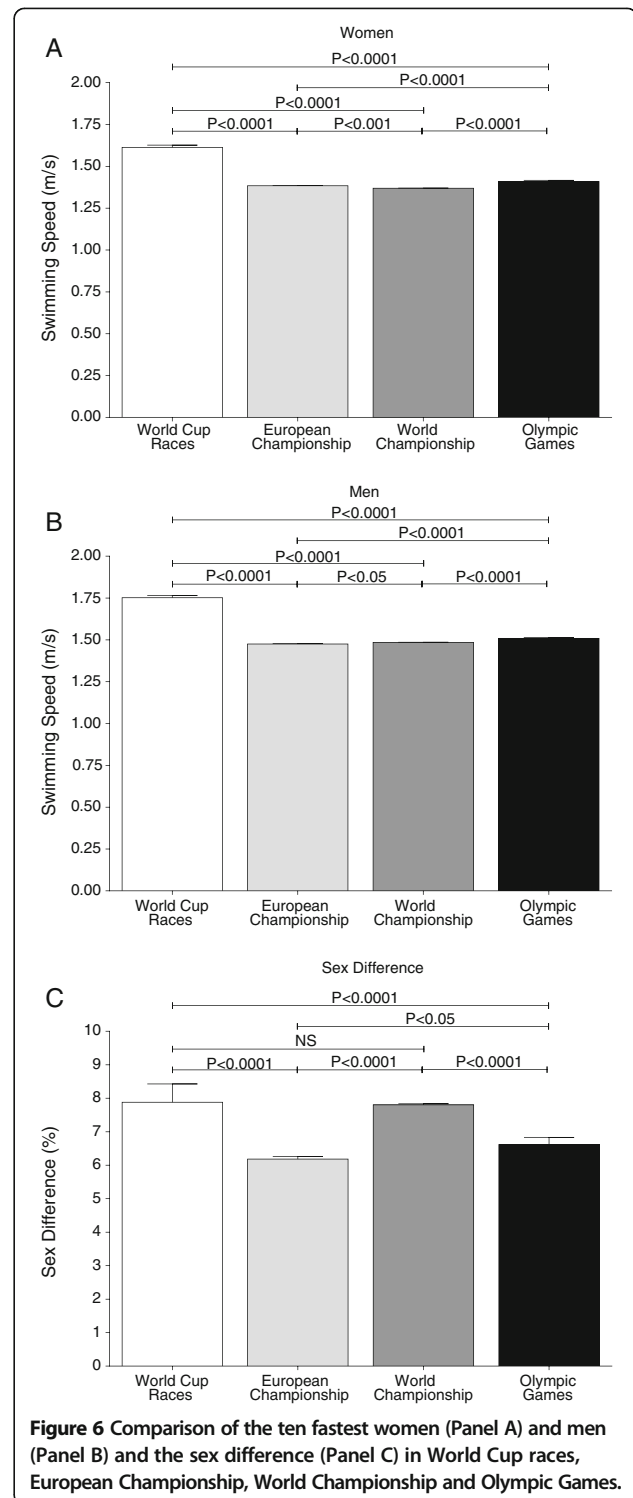 Women
A
P<0.0001
P<0.0001
P<0.0001
P<0.0001 P<0.001 P<0.0001
2.00
1.75
1.50
1.25
1.00
0.75
0.50
0.25
0.00
Swimming Speed (m/s)
World Cup Races
European Championship
World Championship
Olympic Games
Men
B
P<0.0001
P<0.0001
P<0.0001
P<0.0001 P<0.05 P<0.0001
2.00
1.75
1.50
1.25
1.00
0.75
0.50
0.25
0.00
Swimming Speed (m/s)
World Cup Races
European Championship
World Championship
Olympic Games
Sex Difference
C
P<0.0001
P<0.05
NS
P<0.0001 P<0.0001 P<0.0001
10
9
8
7
6
5
4
3
2
1
0
Sex Difference (%)
World Cup Races
European Championship
World Championship
Olympic Games
Figure 6 Comparison of the ten fastest women (Panel A) and men
(Panel B) and the sex difference (Panel C) in World Cup races,
European Championship, World Championship and Olympic Games.